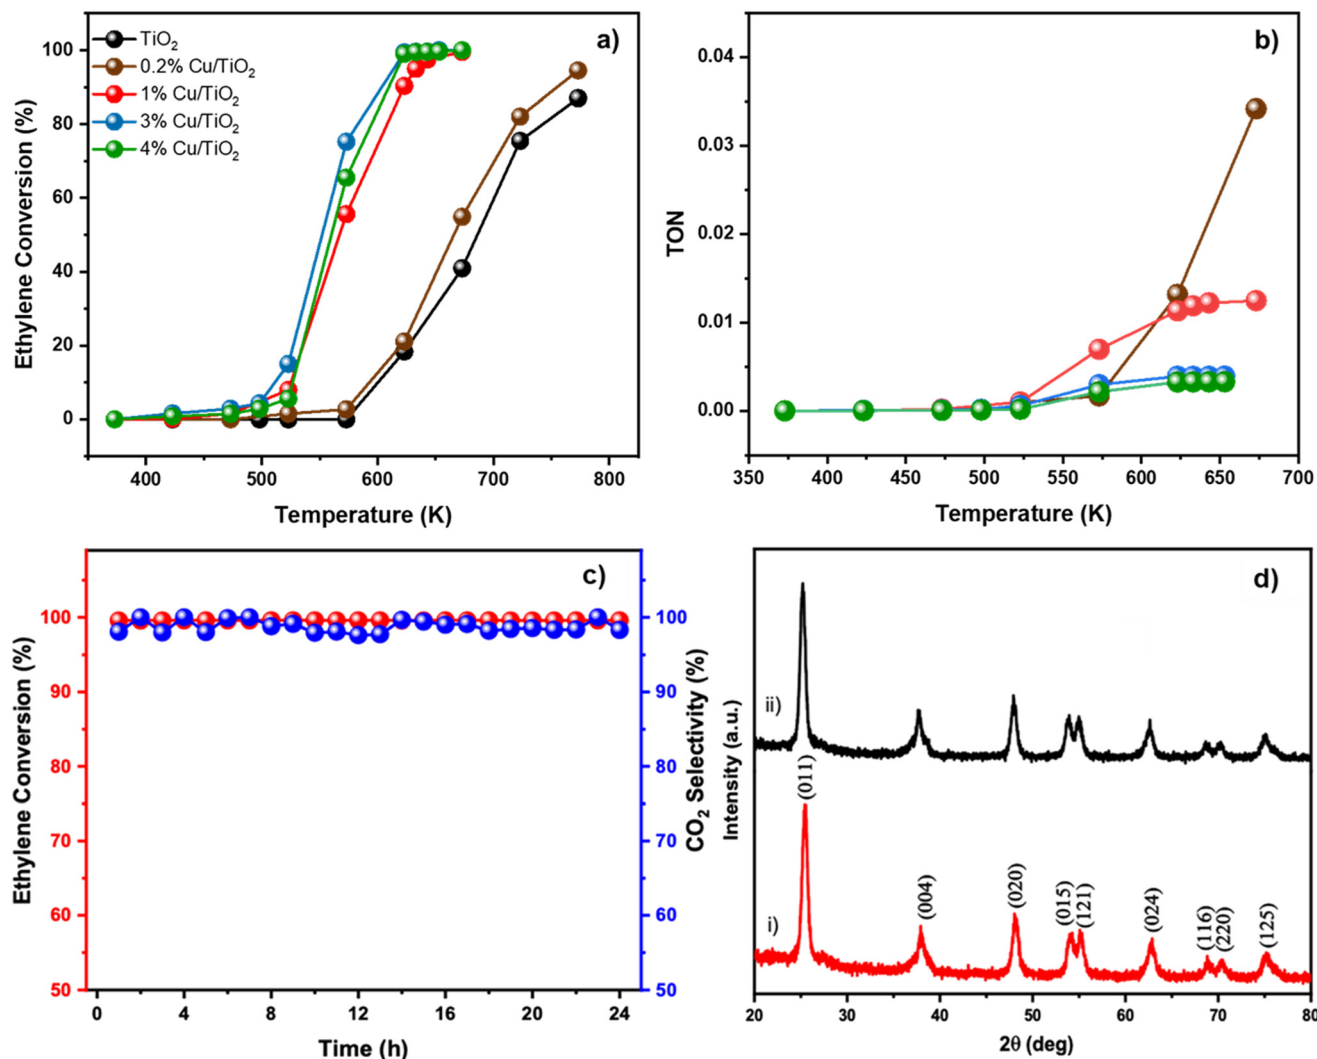 a)
TiO2
0.2% Cu/TiO2
1% Cu/TiO2
3% Cu/TiO2
4% Cu/TiO2
Ethylene Conversion (%)
100
80
60
40
20
0
400 500 600 700 800
Temperature (K)
b)
TON
0.04
0.03
0.02
0.01
0.00
350 400 450 500 550 600 650 700
Temperature (K)
c)
Ethylene Conversion (%)
100
90
80
70
60
50
CO2 Selectivity (%)
100
90
80
70
60
50
0 4 8 12 16 20 24
Time (h)
d)
Intensity (a.u.)
ii)
i)
(011)
(004)
(020)
(015)
(121)
(024)
(116)
(220)
(125)
20 30 40 50 60 70 80
2θ (deg)